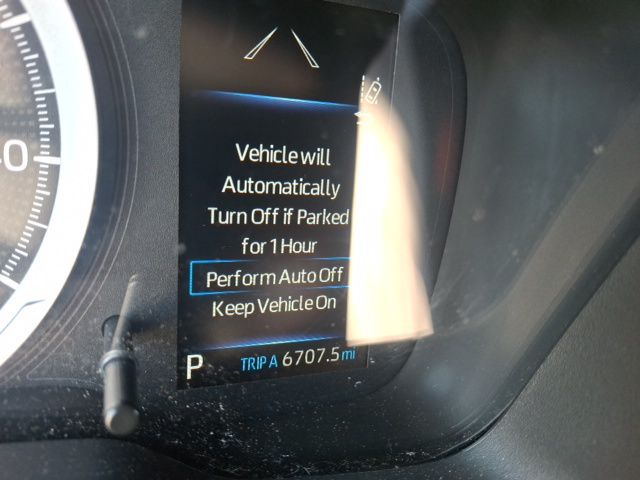 Vehicle will
Automatically
Turn Off if Parked
for 1 Hour
Perform Auto Off
Keep Vehicle On
P TRIP A 6707.5 mi